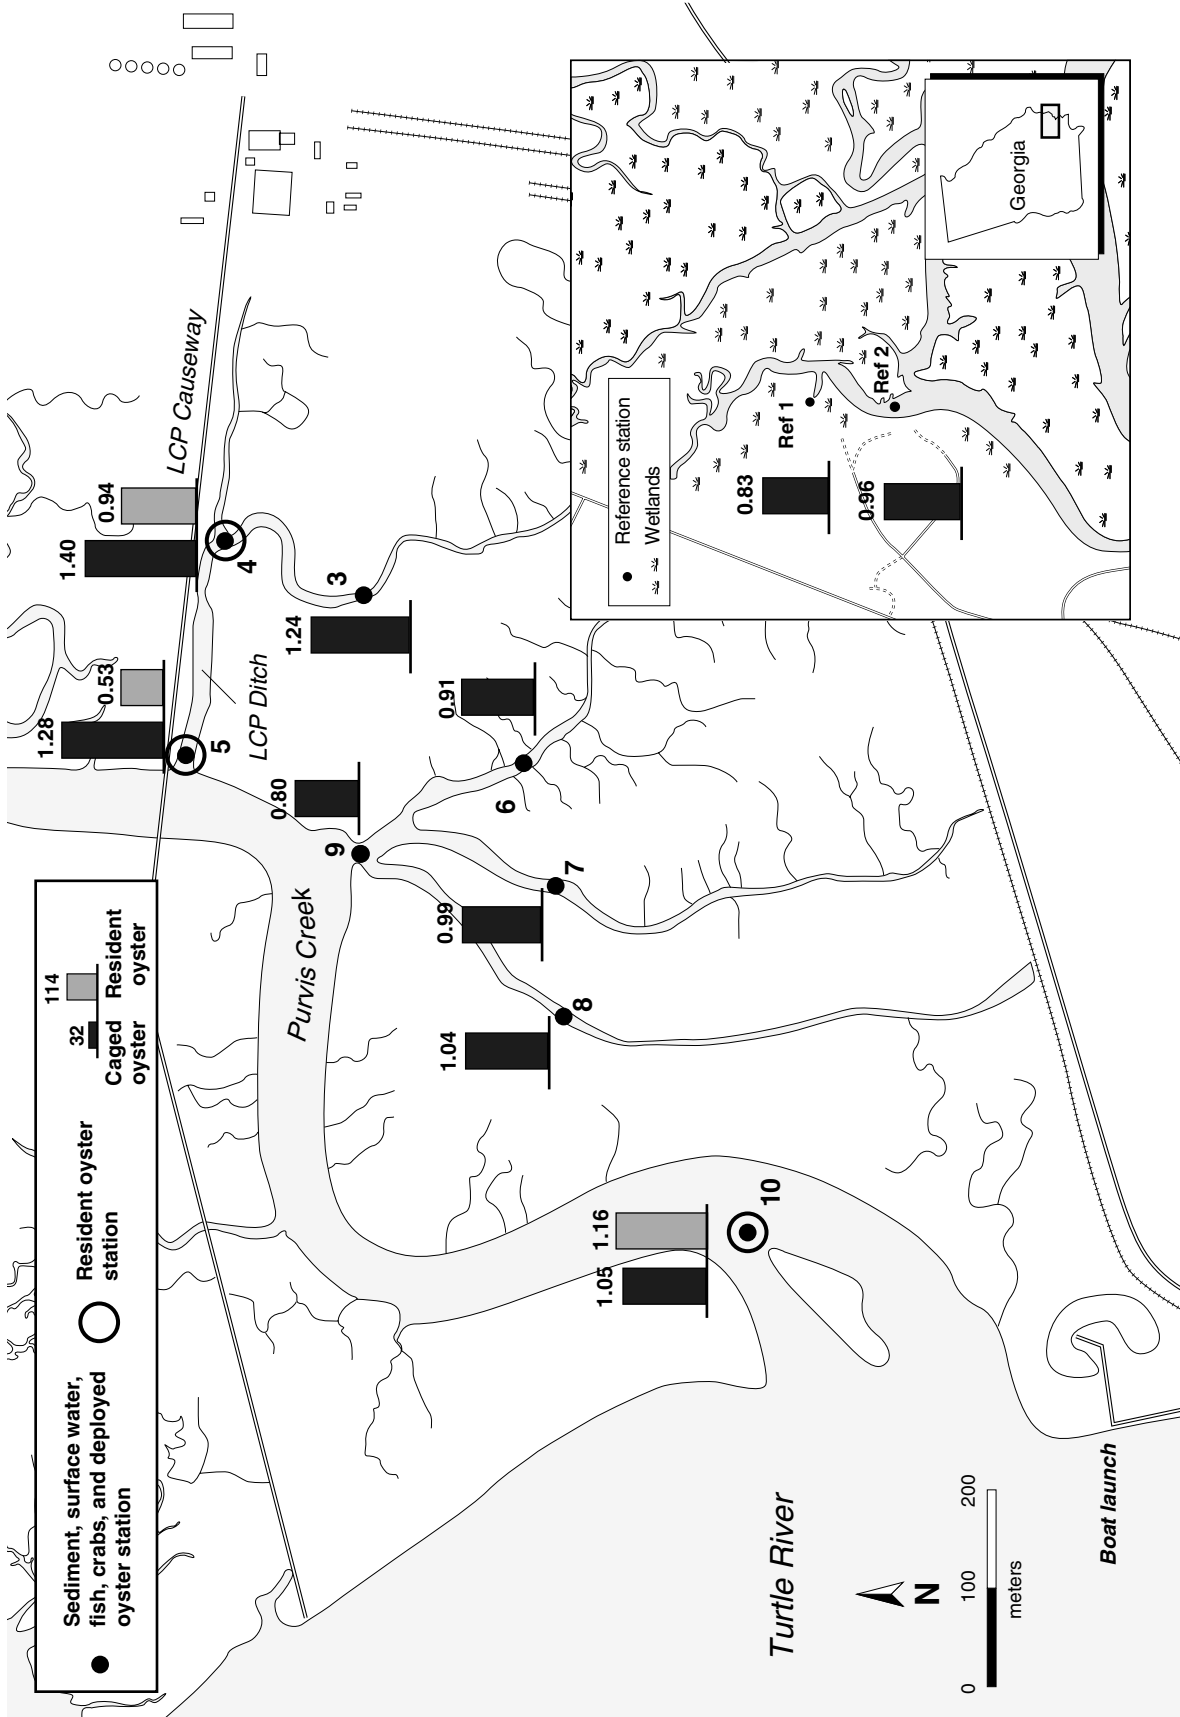 Sediment, surface water,
fish, crabs, and deployed
oyster station
Resident oyster
station
32
Caged
oyster
114
Resident
oyster
LCP Causeway
1.28
0.53
5
1.40
0.94
4
LCP Ditch
1.24
3
0.80
9
Purvis Creek
0.91
6
0.99
7
1.04
8
1.05
1.16
10
Turtle River
N
0
100
200
meters
Boat launch
Reference station
Wetlands
0.83
Ref 1
0.96
Ref 2
Georgia